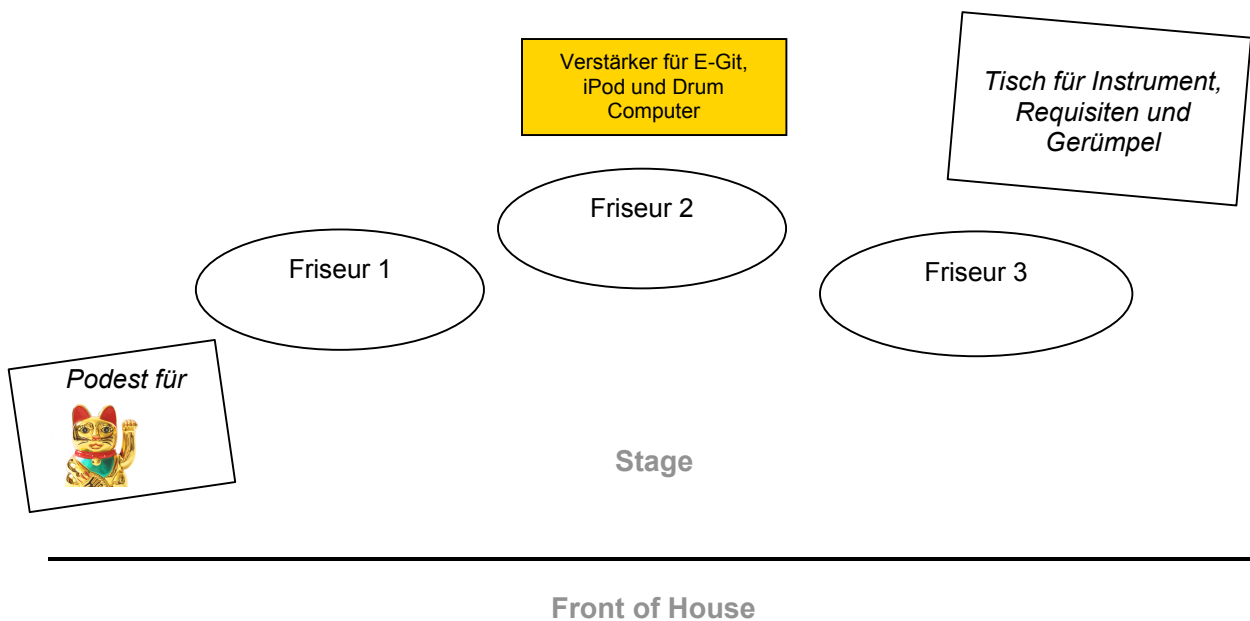 Verstärker für E-Git,
iPod und Drum
Computer
Tisch für Instrument,
Requisiten und
Gerümpel
Friseur 2
Friseur 1
Friseur 3
Podest für
Stage
Front of House